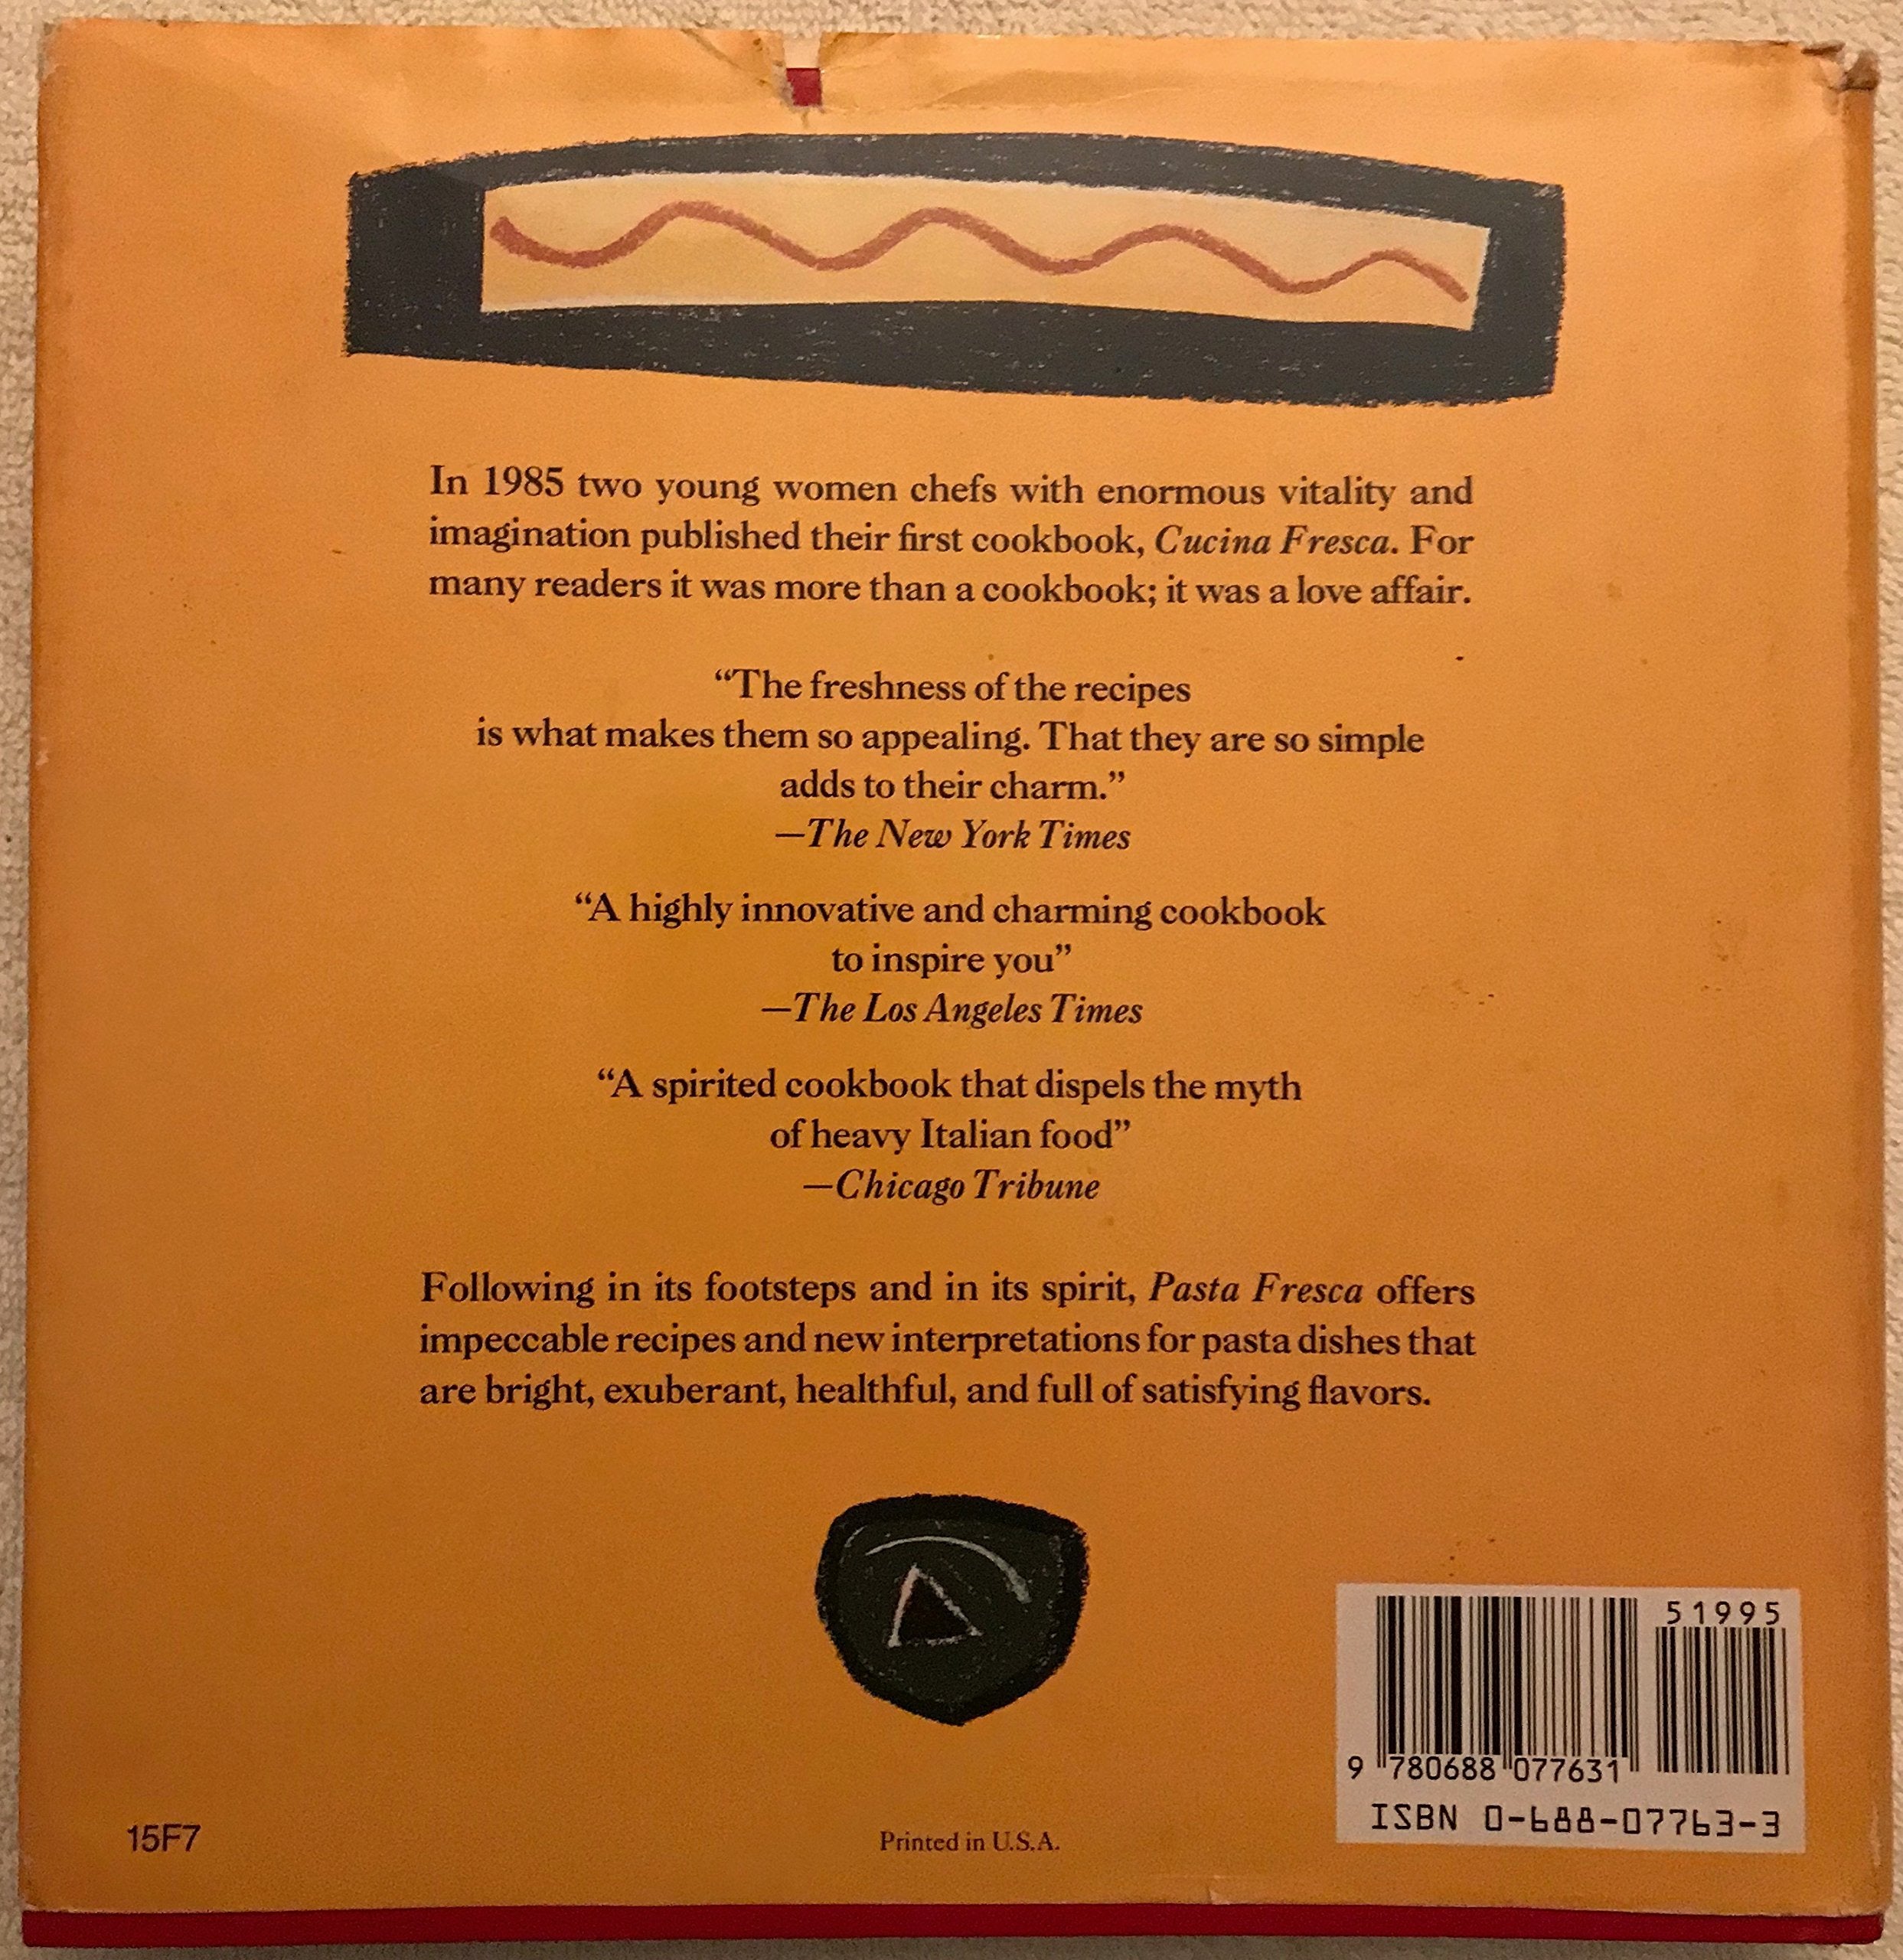 In 1985 two young women chefs with enormous vitality and
imagination published their first cookbook, Cucina Fresca. For
many readers it was more than a cookbook; it was a love affair.
“The freshness of the recipes
is what makes them so appealing. That they are so simple
adds to their charm.”
—The New York Times
“A highly innovative and charming cookbook
to inspire you”
—The Los Angeles Times
“A spirited cookbook that dispels the myth
of heavy Italian food”
—Chicago Tribune
Following in its footsteps and in its spirit, Pasta Fresca offers
impeccable recipes and new interpretations for pasta dishes that
are bright, exuberant, healthful, and full of satisfying flavors.
51995
9 780688 077631
ISBN 0-688-07763-3
15F7
Printed in U.S.A.